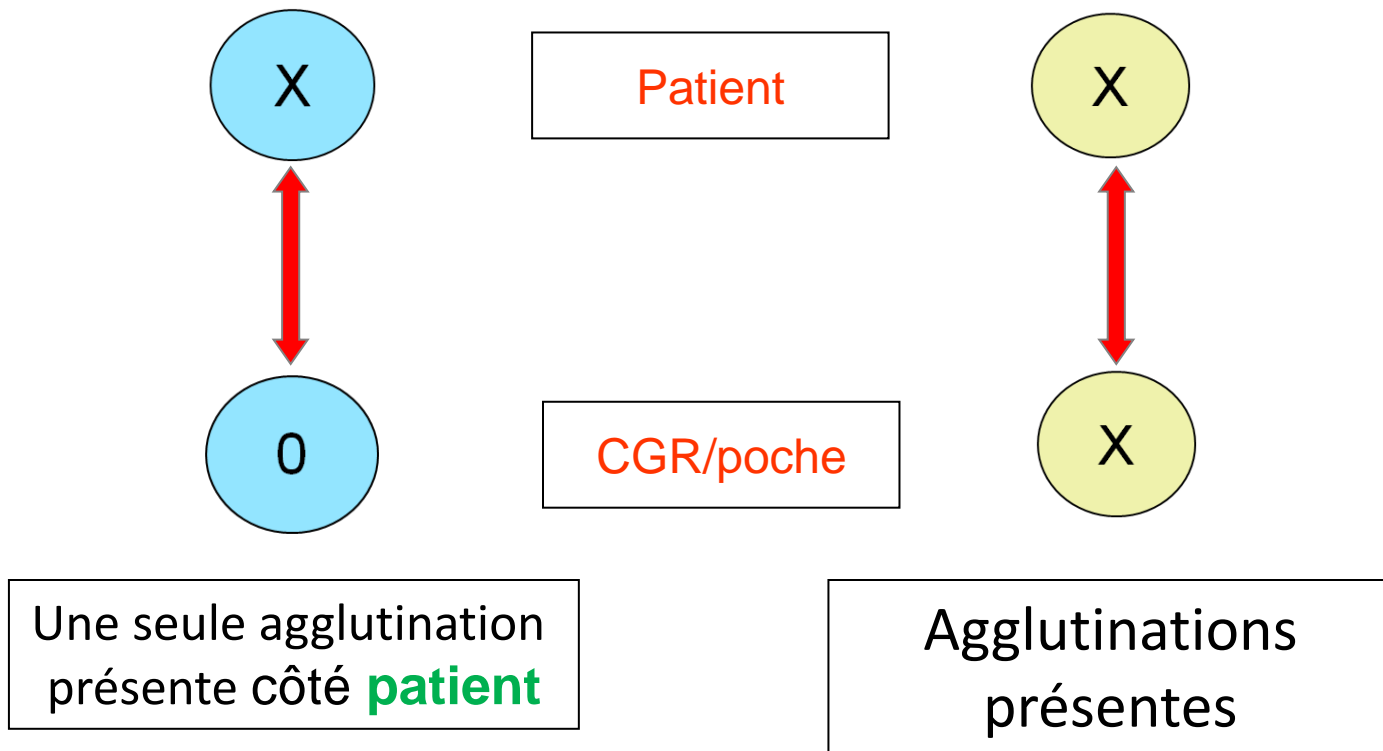 X
Patient
X
0
CGR/poche
X
Une seule agglutination
présente côté patient
Agglutinations
présentes